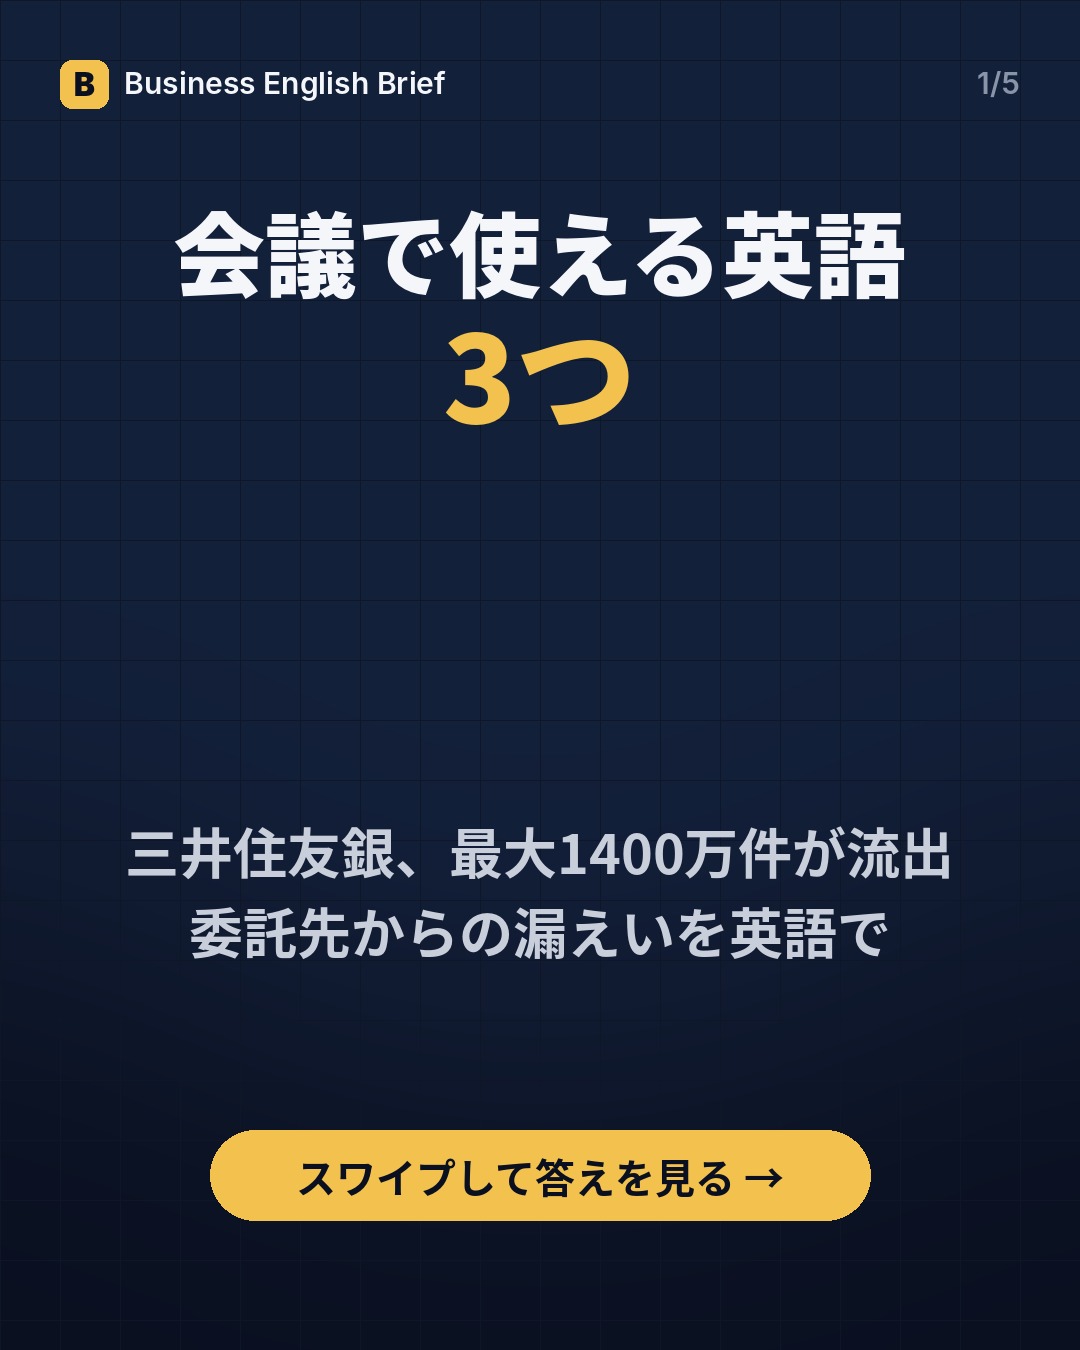 B Business English Brief 1/5
会議で使える英語
3つ
三井住友銀、最大1400万件が流出
委託先からの漏えいを英語で
スワイプして答えを見る →